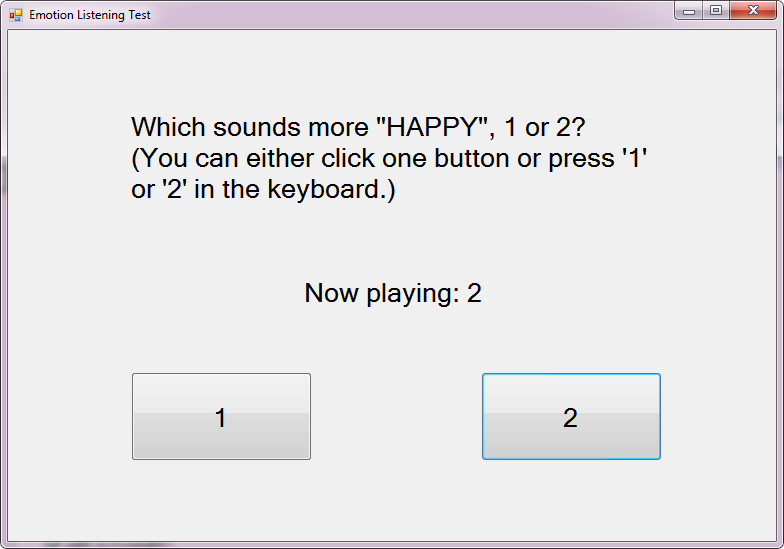 Emotion Listening Test
Which sounds more "HAPPY", 1 or 2?
(You can either click one button or press '1'
or '2' in the keyboard.)
Now playing: 2
1
2